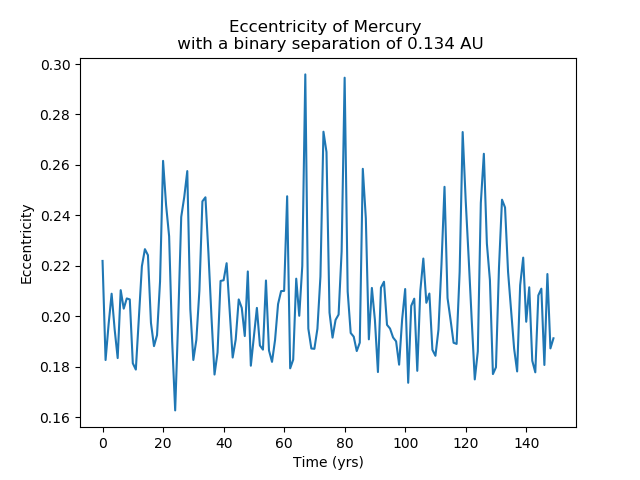 Eccentricity of Mercury
with a binary separation of 0.134 AU
0.30
0.28
0.26
0.24
0.22
0.20
0.18
0.16
Eccentricity
0 20 40 60 80 100 120 140
Time (yrs)